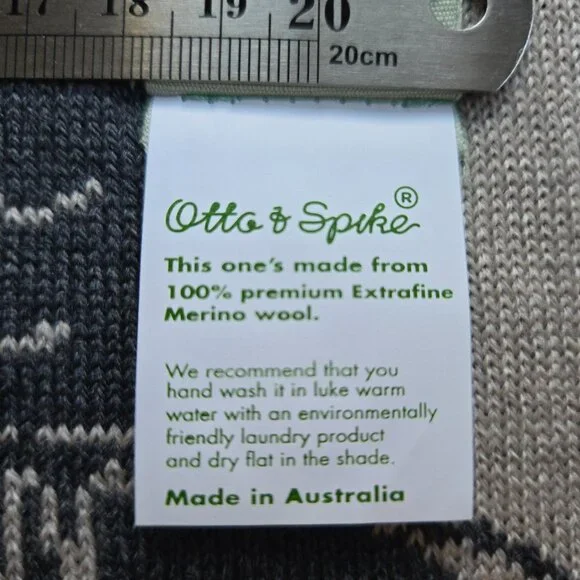 17 18 19 20
20cm
Otto & Spike®
This one's made from
100% premium Extrafine
Merino wool.
We recommend that you
hand wash it in luke warm
water with an environmentally
friendly laundry product
and dry flat in the shade.
Made in Australia